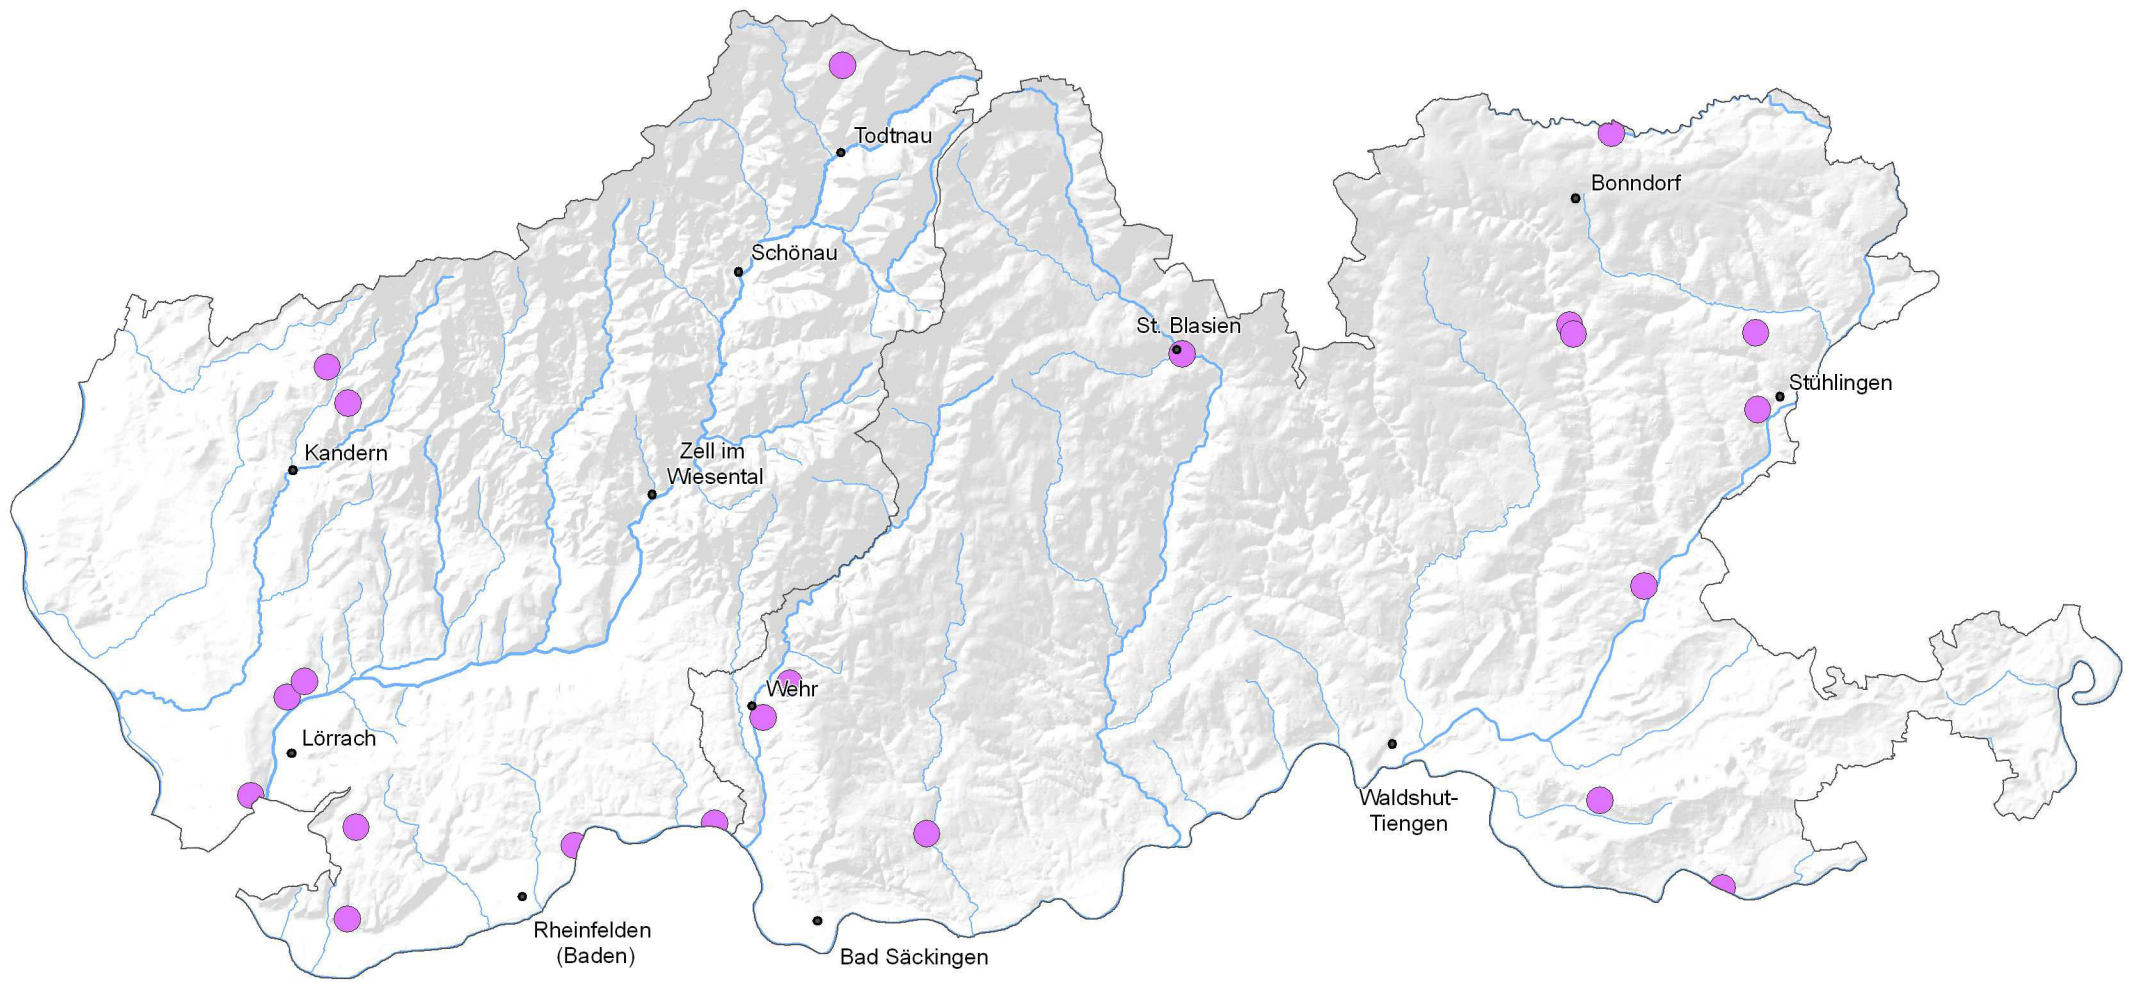 Todtnau
Bonndorf
Schönau
St. Blasien
Stühlingen
Kandern
Zell im
Wiesental
Wehr
Lörrach
Waldshut-
Tiengen
Rheinfelden
(Baden)
Bad Säckingen